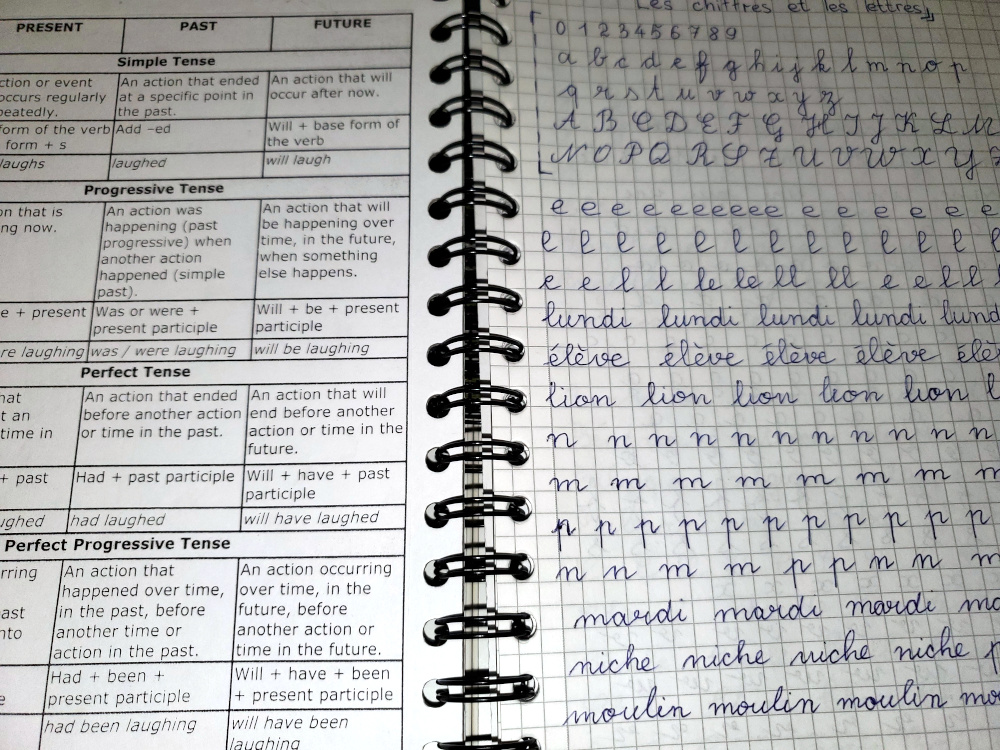 PRESENT PAST FUTURE
Simple Tense
ction or event An action that ended An action that will
occurs regularly at a specific point in occur after now.
peatedly. the past.
form of the verb Add –ed Will + base form of
form + s the verb
laughs laughed will laugh
Progressive Tense
on that is An action was An action that will
ng now. happening (past be happening over
progressive) when time, in the future,
another action when something
happened (simple else happens.
past).
e + present Was or were + Will + be + present
present participle participle
re laughing was / were laughing will be laughing
Perfect Tense
hat An action that ended An action that will
t an before another action end before another
time in or time in the past. action or time in the
future.
+ past Had + past participle Will + have + past
participle
ughed had laughed will have laughed
Perfect Progressive Tense
rring An action that An action occurring
happened over time, over time, in the
ast in the past, before future, before
nto another time or another action or
action in the past. time in the future.
Had + been + Will + have + been
e present participle + present participle
had been laughing will have been
laughing
Les chiffres et les lettres
0 1 2 3 4 5 6 7 8 9
a b c d e f g h i j k l m n o p
q r s t u v w x y z
A B C D E F G H I J K L M
N O P Q R S T U V W X Y Z
e e e e e e e e e e e e e e e
l l l l l l l l l l l l
e e l l le le ll ll e e l l l
lundi lundi lundi lundi lund
élève élève élève élève élè
lion lion lion lion lion l
n n n n n n n n n n n
m m m m m m m m
p p p p p p p p p p p
n n m m p p n n m
mardi mardi mardi ma
niche niche niche niche
moulin moulin moulin mou